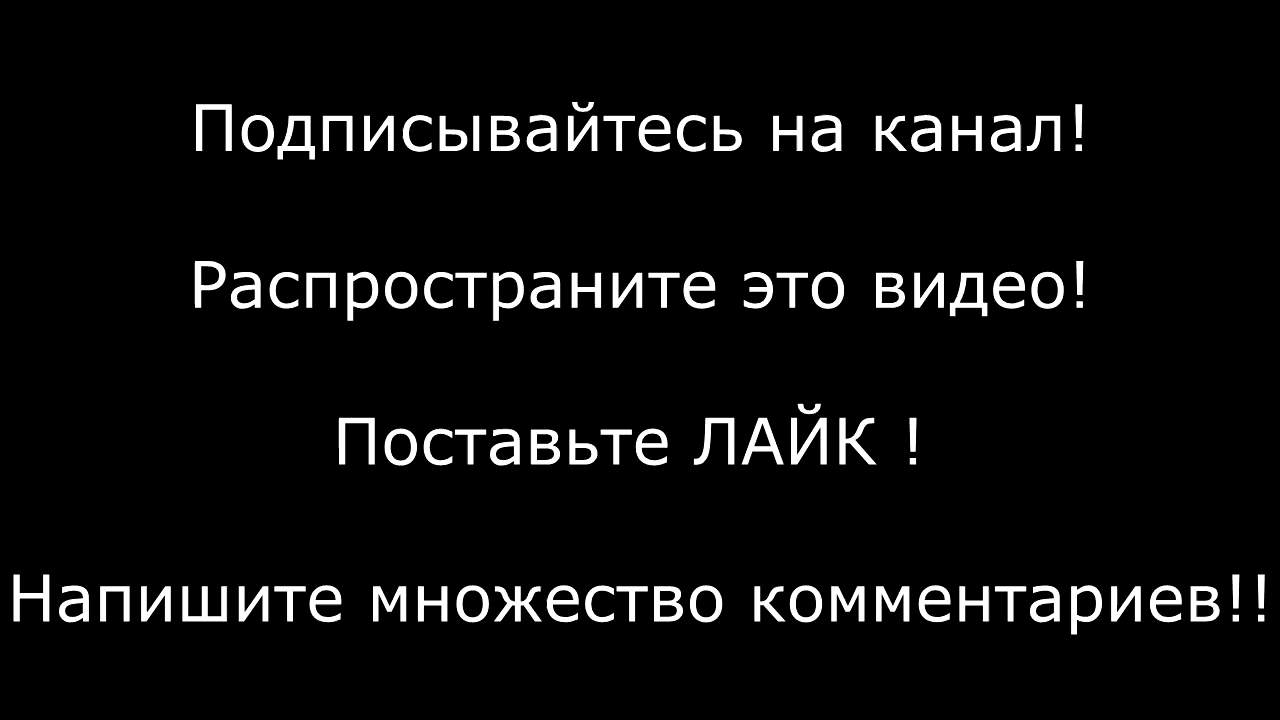 Подписывайтесь на канал!
Распространите это видео!
Поставьте ЛАЙК !
Напишите множество комментариев!!